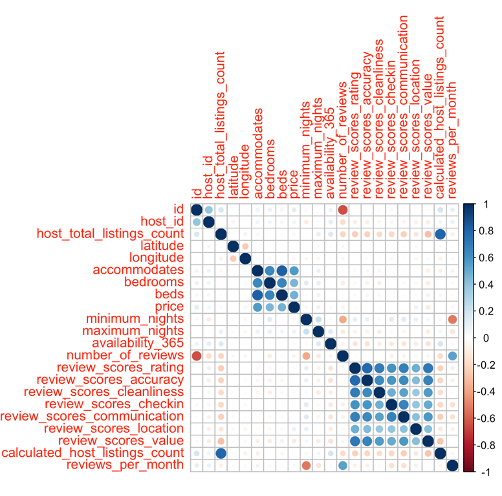 id
host_id
host_total_listings_count
latitude
longitude
accommodates
bedrooms
beds
price
minimum_nights
maximum_nights
availability_365
number_of_reviews
review_scores_rating
review_scores_accuracy
review_scores_cleanliness
review_scores_checkin
review_scores_communication
review_scores_location
review_scores_value
calculated_host_listings_count
reviews_per_month
id
host_id
host_total_listings_count
latitude
longitude
accommodates
bedrooms
beds
price
minimum_nights
maximum_nights
availability_365
number_of_reviews
review_scores_rating
review_scores_accuracy
review_scores_cleanliness
review_scores_checkin
review_scores_communication
review_scores_location
review_scores_value
calculated_host_listings_count
reviews_per_month
1
0.8
0.6
0.4
0.2
0
-0.2
-0.4
-0.6
-0.8
-1